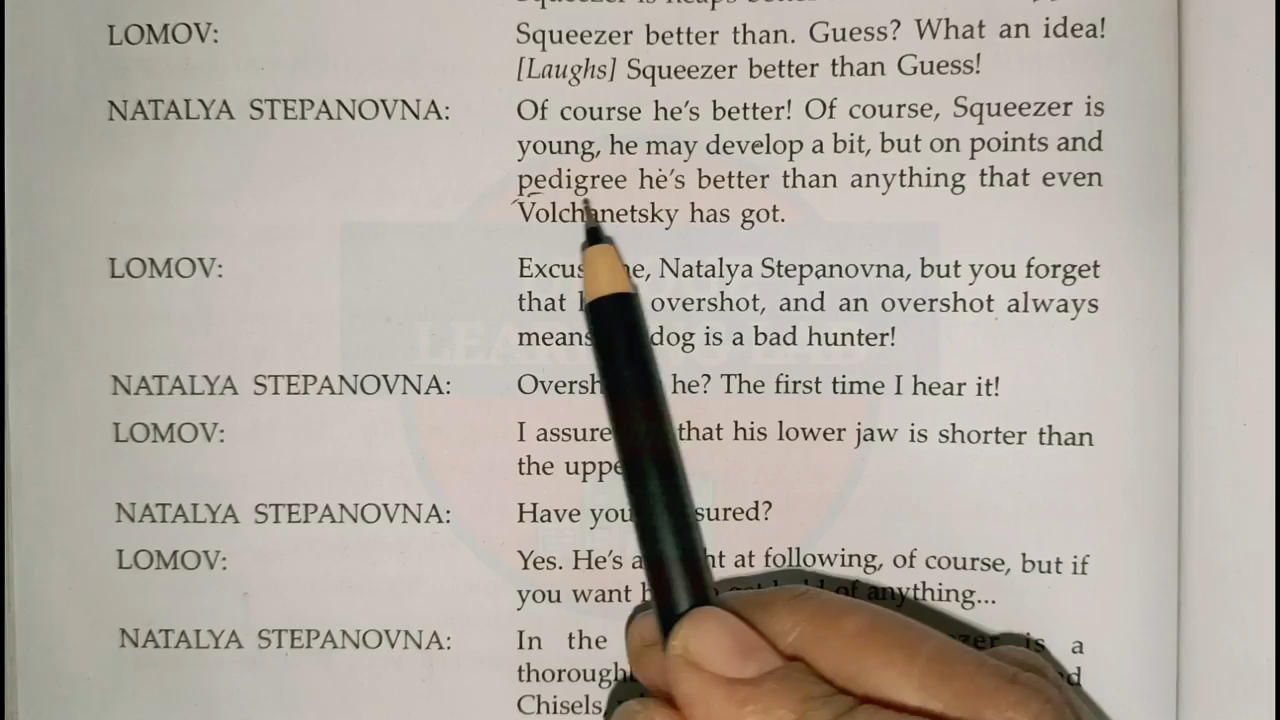 LOMOV: Squeezer better than. Guess? What an idea!
[Laughs] Squeezer better than Guess!
NATALYA STEPANOVNA: Of course he's better! Of course, Squeezer is
young, he may develop a bit, but on points and
pedigree he's better than anything that even
Volchanetsky has got.
LOMOV: Excuse me, Natalya Stepanovna, but you forget
that overshot, and an overshot always
means dog is a bad hunter!
NATALYA STEPANOVNA: he? The first time I hear it!
LOMOV: I assure that his lower jaw is shorter than
the
NATALYA STEPANOVNA: Have you
LOMOV: Yes. He's at following, of course, but if
you want of anything...
NATALYA STEPANOVNA: In the is a
Chisels,